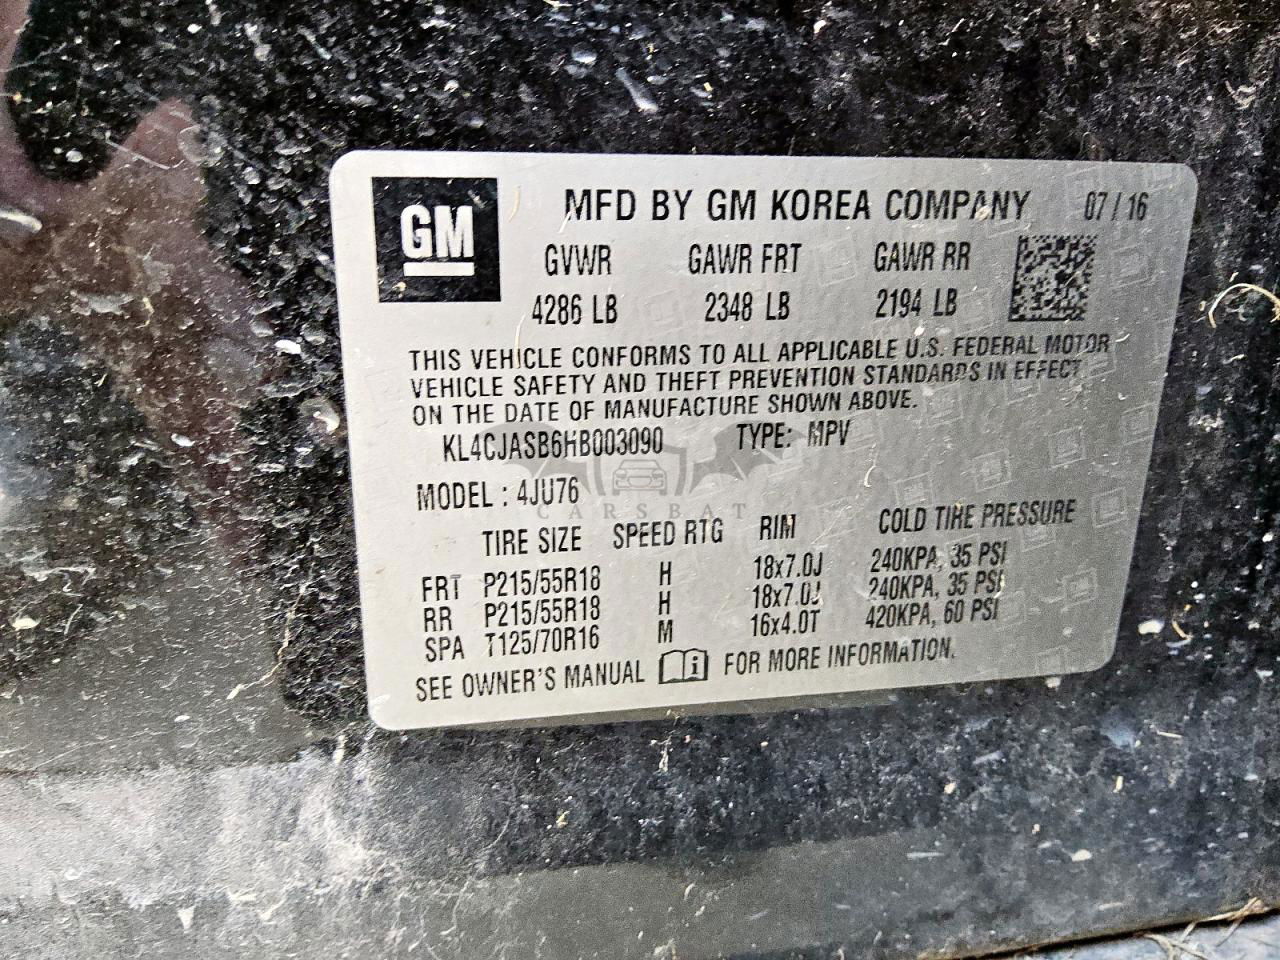 GM MFD BY GM KOREA COMPANY 07/16
GVWR GAWR FRT GAWR RR
4286 LB 2348 LB 2194 LB
THIS VEHICLE CONFORMS TO ALL APPLICABLE U.S. FEDERAL MOTOR
VEHICLE SAFETY AND THEFT PREVENTION STANDARDS IN EFFECT
ON THE DATE OF MANUFACTURE SHOWN ABOVE.
KL4CJASB6HB003090 TYPE: MPV
MODEL : 4JU76
CARSBAT
TIRE SIZE SPEED RTG RIM COLD TIRE PRESSURE
FRT P215/55R18 H 18x7.0J 240KPA, 35 PSI
RR P215/55R18 H 18x7.0J 240KPA, 35 PSI
SPA T125/70R16 M 16x4.0T 420KPA, 60 PSI
SEE OWNER'S MANUAL FOR MORE INFORMATION.